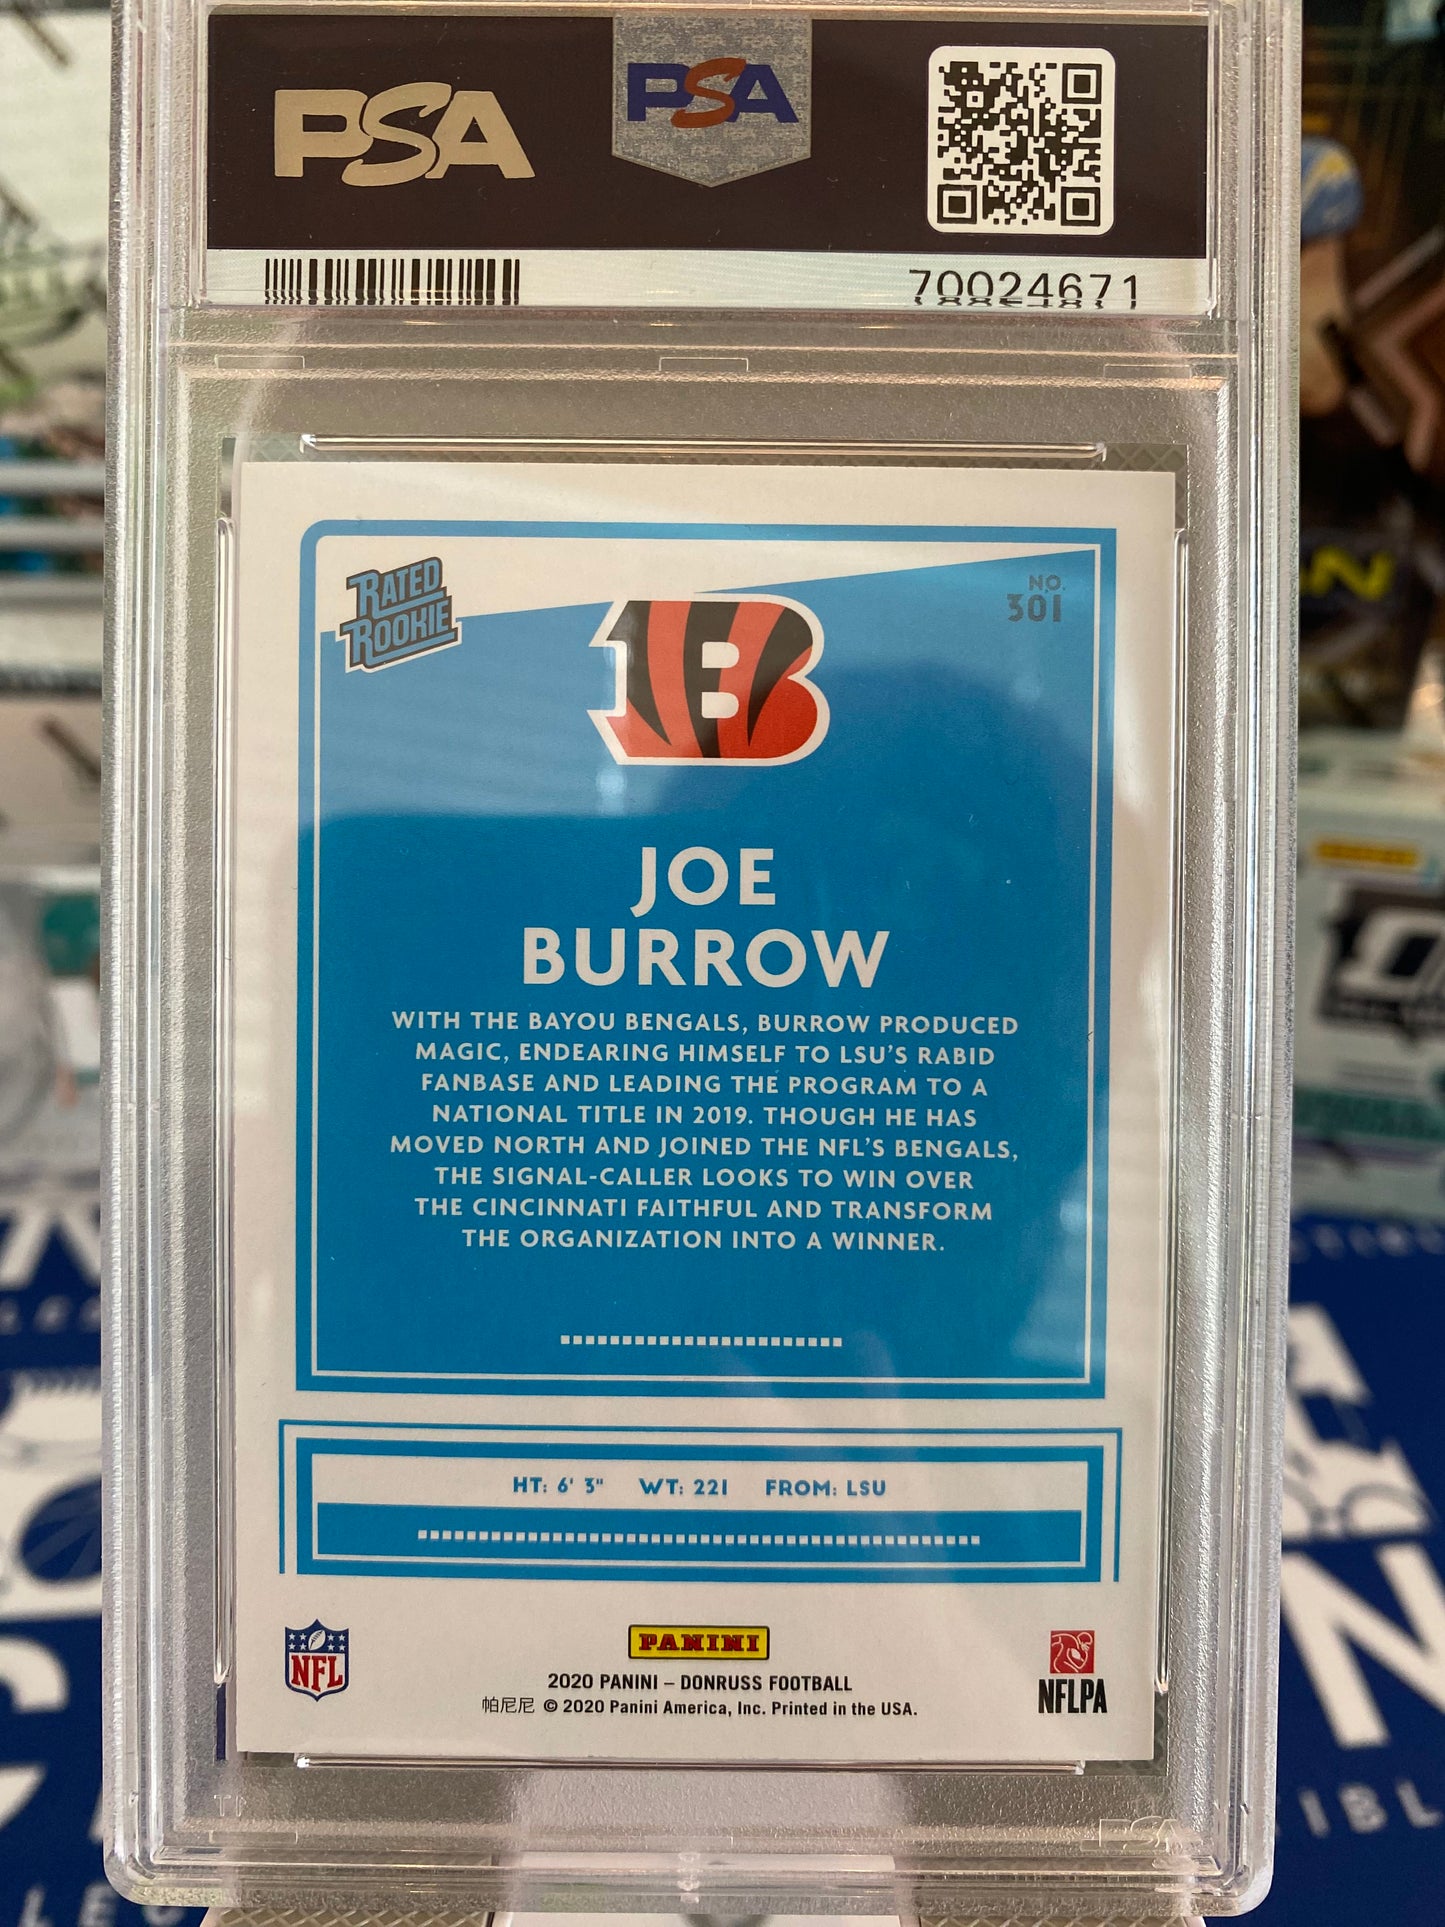 PSA
PSA
70024671
RATED
ROOKIE
NO.
301
B
JOE
BURROW
WITH THE BAYOU BENGALS, BURROW PRODUCED
MAGIC, ENDEARING HIMSELF TO LSU'S RABID
FANBASE AND LEADING THE PROGRAM TO A
NATIONAL TITLE IN 2019. THOUGH HE HAS
MOVED NORTH AND JOINED THE NFL'S BENGALS,
THE SIGNAL-CALLER LOOKS TO WIN OVER
THE CINCINNATI FAITHFUL AND TRANSFORM
THE ORGANIZATION INTO A WINNER.
HT: 6' 3" WT: 221 FROM: LSU
NFL
PANINI
2020 PANINI – DONRUSS FOOTBALL
帕尼尼 © 2020 Panini America, Inc. Printed in the USA.
NFLPA
PSA